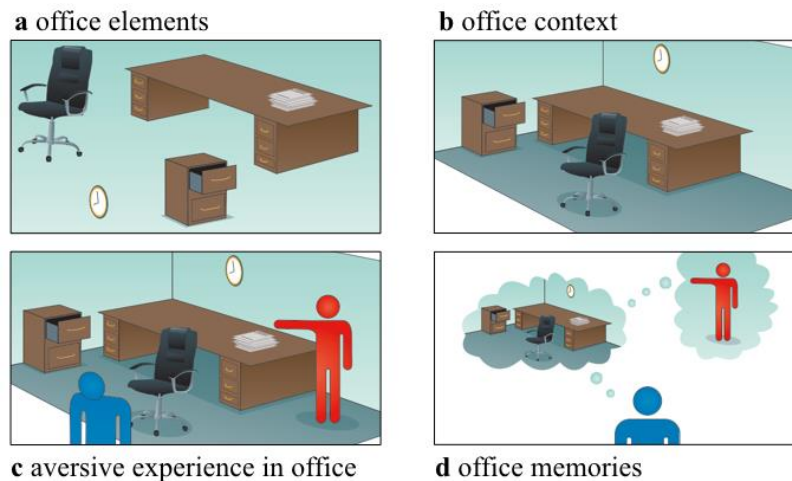 a office elements
b office context
c aversive experience in office
d office memories